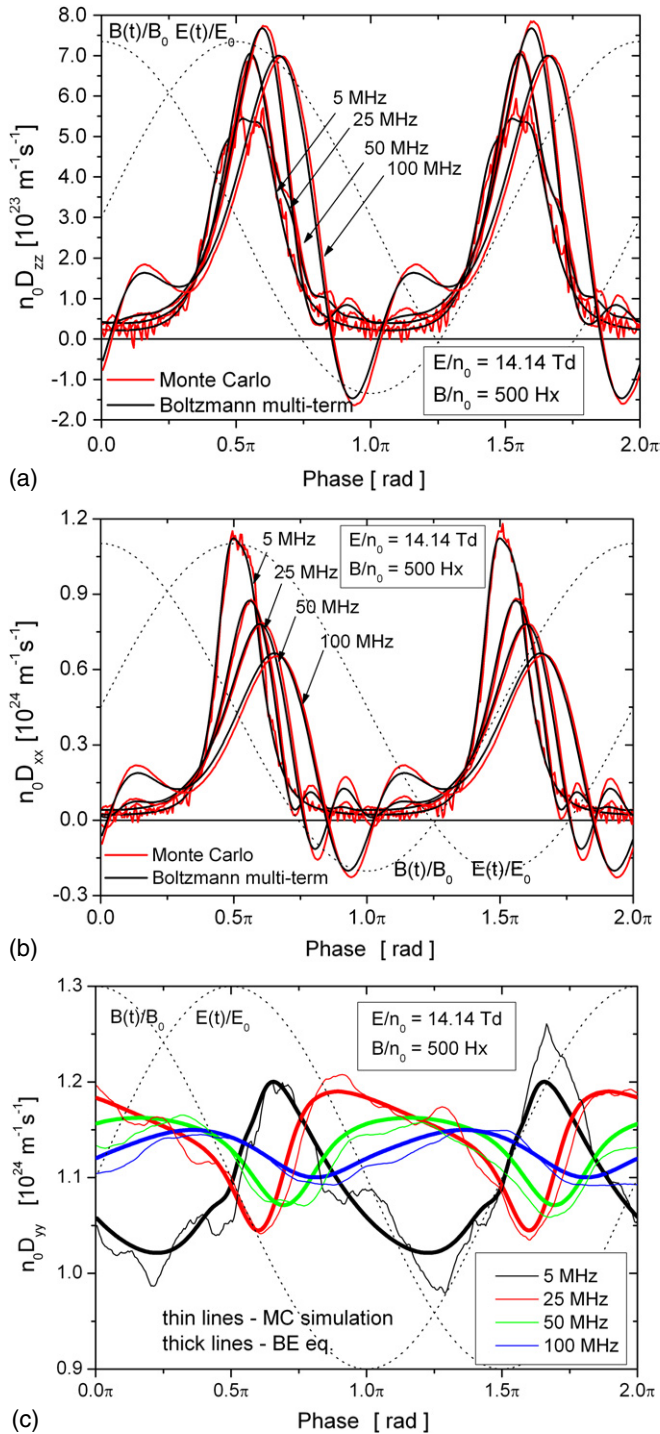 8.0
7.0
6.0
5.0
4.0
3.0
2.0
1.0
0.0
-1.0
-2.0
n₀D_zz [10²³ m⁻¹s⁻¹]
B(t)/B₀ E(t)/E₀
5 MHz
25 MHz
50 MHz
100 MHz
Monte Carlo
Boltzmann multi-term
E/n₀ = 14.14 Td
B/n₀ = 500 Hx
0.0 0.5π 1.0π 1.5π 2.0π
Phase [ rad ]
(a)
1.2
0.9
0.6
0.3
0.0
-0.3
n₀D_xx [10²⁴ m⁻¹s⁻¹]
5 MHz
25 MHz
50 MHz
100 MHz
E/n₀ = 14.14 Td
B/n₀ = 500 Hx
Monte Carlo
Boltzmann multi-term
B(t)/B₀ E(t)/E₀
0.0 0.5π 1.0π 1.5π 2.0π
Phase [ rad ]
(b)
1.3
1.2
1.1
1.0
0.9
n₀D_yy [10²⁴ m⁻¹s⁻¹]
B(t)/B₀ E(t)/E₀
E/n₀ = 14.14 Td
B/n₀ = 500 Hx
5 MHz
25 MHz
50 MHz
100 MHz
thin lines - MC simulation
thick lines - BE eq.
0.0π 0.5π 1.0π 1.5π 2.0π
Phase [ rad ]
(c)